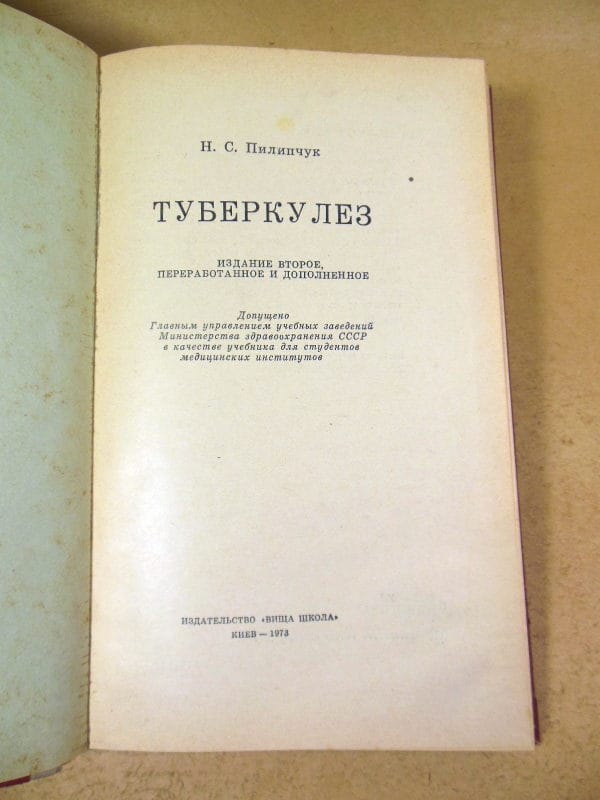 Н. С. Пилипчук
ТУБЕРКУЛЕЗ
ИЗДАНИЕ ВТОРОЕ,
ПЕРЕРАБОТАННОЕ И ДОПОЛНЕННОЕ
Допущено
Главным управлением учебных заведений
Министерства здравоохранения СССР
в качестве учебника для студентов
медицинских институтов
ИЗДАТЕЛЬСТВО «ВИЩА ШКОЛА»
КИЕВ — 1973